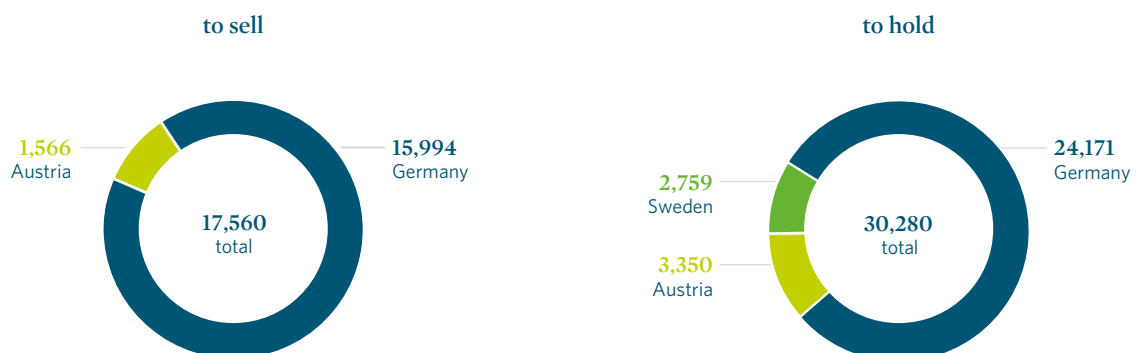 to sell
1,566
Austria
15,994
Germany
17,560
total
to hold
24,171
Germany
2,759
Sweden
30,280
total
3,350
Austria